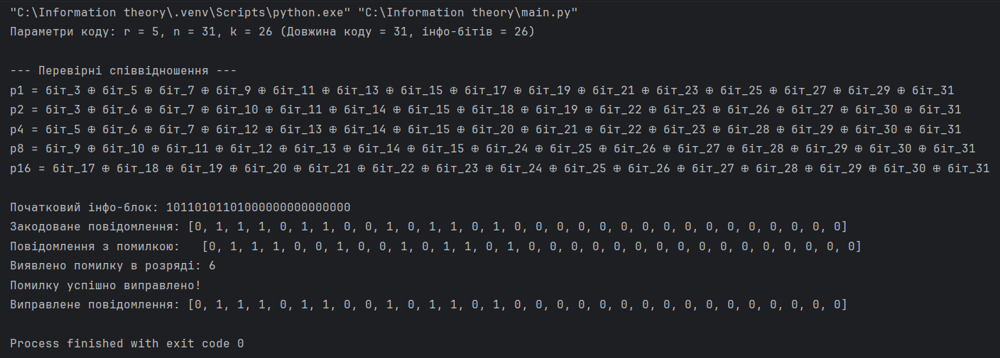 "C:\Information theory\.venv\Scripts\python.exe" "C:\Information theory\main.py"
Параметри коду: r = 5, n = 31, k = 26 (Довжина коду = 31, інфо-бітів = 26)
--- Перевірні співвідношення ---
p1 = біт_3 ⊕ біт_5 ⊕ біт_7 ⊕ біт_9 ⊕ біт_11 ⊕ біт_13 ⊕ біт_15 ⊕ біт_17 ⊕ біт_19 ⊕ біт_21 ⊕ біт_23 ⊕ біт_25 ⊕ біт_27 ⊕ біт_29 ⊕ біт_31
p2 = біт_3 ⊕ біт_6 ⊕ біт_7 ⊕ біт_10 ⊕ біт_11 ⊕ біт_14 ⊕ біт_15 ⊕ біт_18 ⊕ біт_19 ⊕ біт_22 ⊕ біт_23 ⊕ біт_26 ⊕ біт_27 ⊕ біт_30 ⊕ біт_31
p4 = біт_5 ⊕ біт_6 ⊕ біт_7 ⊕ біт_12 ⊕ біт_13 ⊕ біт_14 ⊕ біт_15 ⊕ біт_20 ⊕ біт_21 ⊕ біт_22 ⊕ біт_23 ⊕ біт_28 ⊕ біт_29 ⊕ біт_30 ⊕ біт_31
p8 = біт_9 ⊕ біт_10 ⊕ біт_11 ⊕ біт_12 ⊕ біт_13 ⊕ біт_14 ⊕ біт_15 ⊕ біт_24 ⊕ біт_25 ⊕ біт_26 ⊕ біт_27 ⊕ біт_28 ⊕ біт_29 ⊕ біт_30 ⊕ біт_31
p16 = біт_17 ⊕ біт_18 ⊕ біт_19 ⊕ біт_20 ⊕ біт_21 ⊕ біт_22 ⊕ біт_23 ⊕ біт_24 ⊕ біт_25 ⊕ біт_26 ⊕ біт_27 ⊕ біт_28 ⊕ біт_29 ⊕ біт_30 ⊕ біт_31
Початковий інфо-блок: 10110101101000000000000000
Закодоване повідомлення: [0, 1, 1, 1, 0, 1, 1, 0, 0, 1, 0, 1, 1, 0, 1, 0, 0, 0, 0, 0, 0, 0, 0, 0, 0, 0, 0, 0, 0, 0, 0]
Повідомлення з помилкою:   [0, 1, 1, 1, 0, 0, 1, 0, 0, 1, 0, 1, 1, 0, 1, 0, 0, 0, 0, 0, 0, 0, 0, 0, 0, 0, 0, 0, 0, 0, 0]
Виявлено помилку в розряді: 6
Помилку успішно виправлено!
Виправлене повідомлення: [0, 1, 1, 1, 0, 1, 1, 0, 0, 1, 0, 1, 1, 0, 1, 0, 0, 0, 0, 0, 0, 0, 0, 0, 0, 0, 0, 0, 0, 0, 0]
Process finished with exit code 0